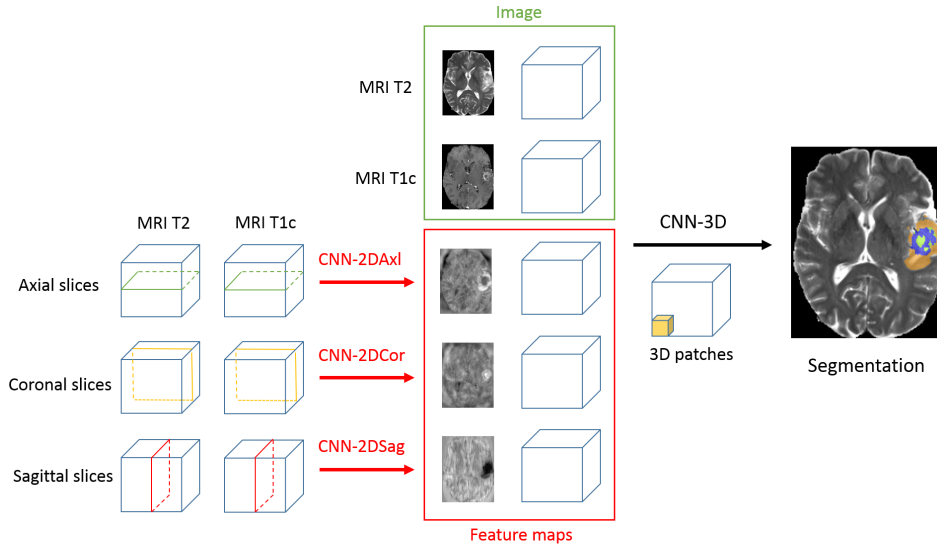 Image
MRI T2
MRI T1c
MRI T2
MRI T1c
CNN-3D
CNN-2DAxl
Axial slices
CNN-2DCor
3D patches
Segmentation
Coronal slices
CNN-2DSag
Sagittal slices
Feature maps